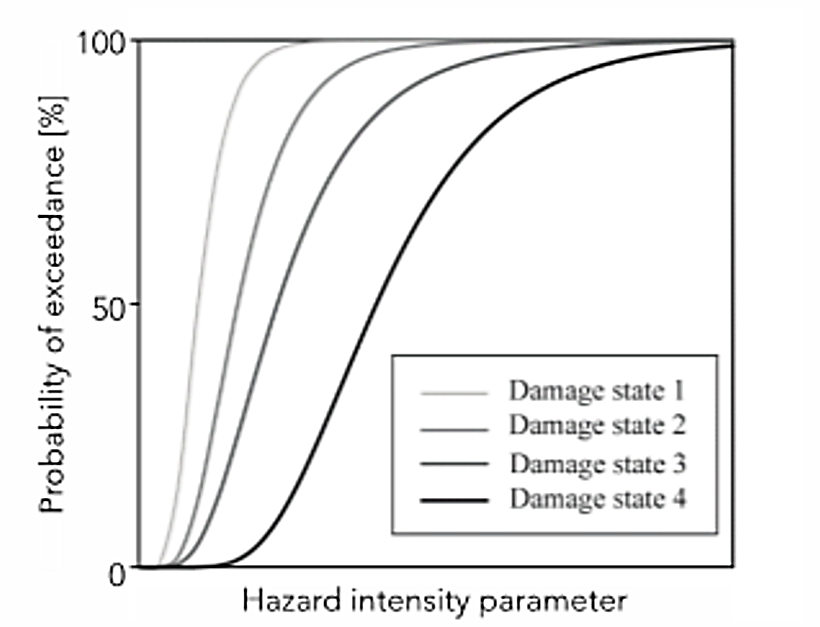 100
Probability of exceedance [%]
50
Damage state 1
Damage state 2
Damage state 3
Damage state 4
0
Hazard intensity parameter